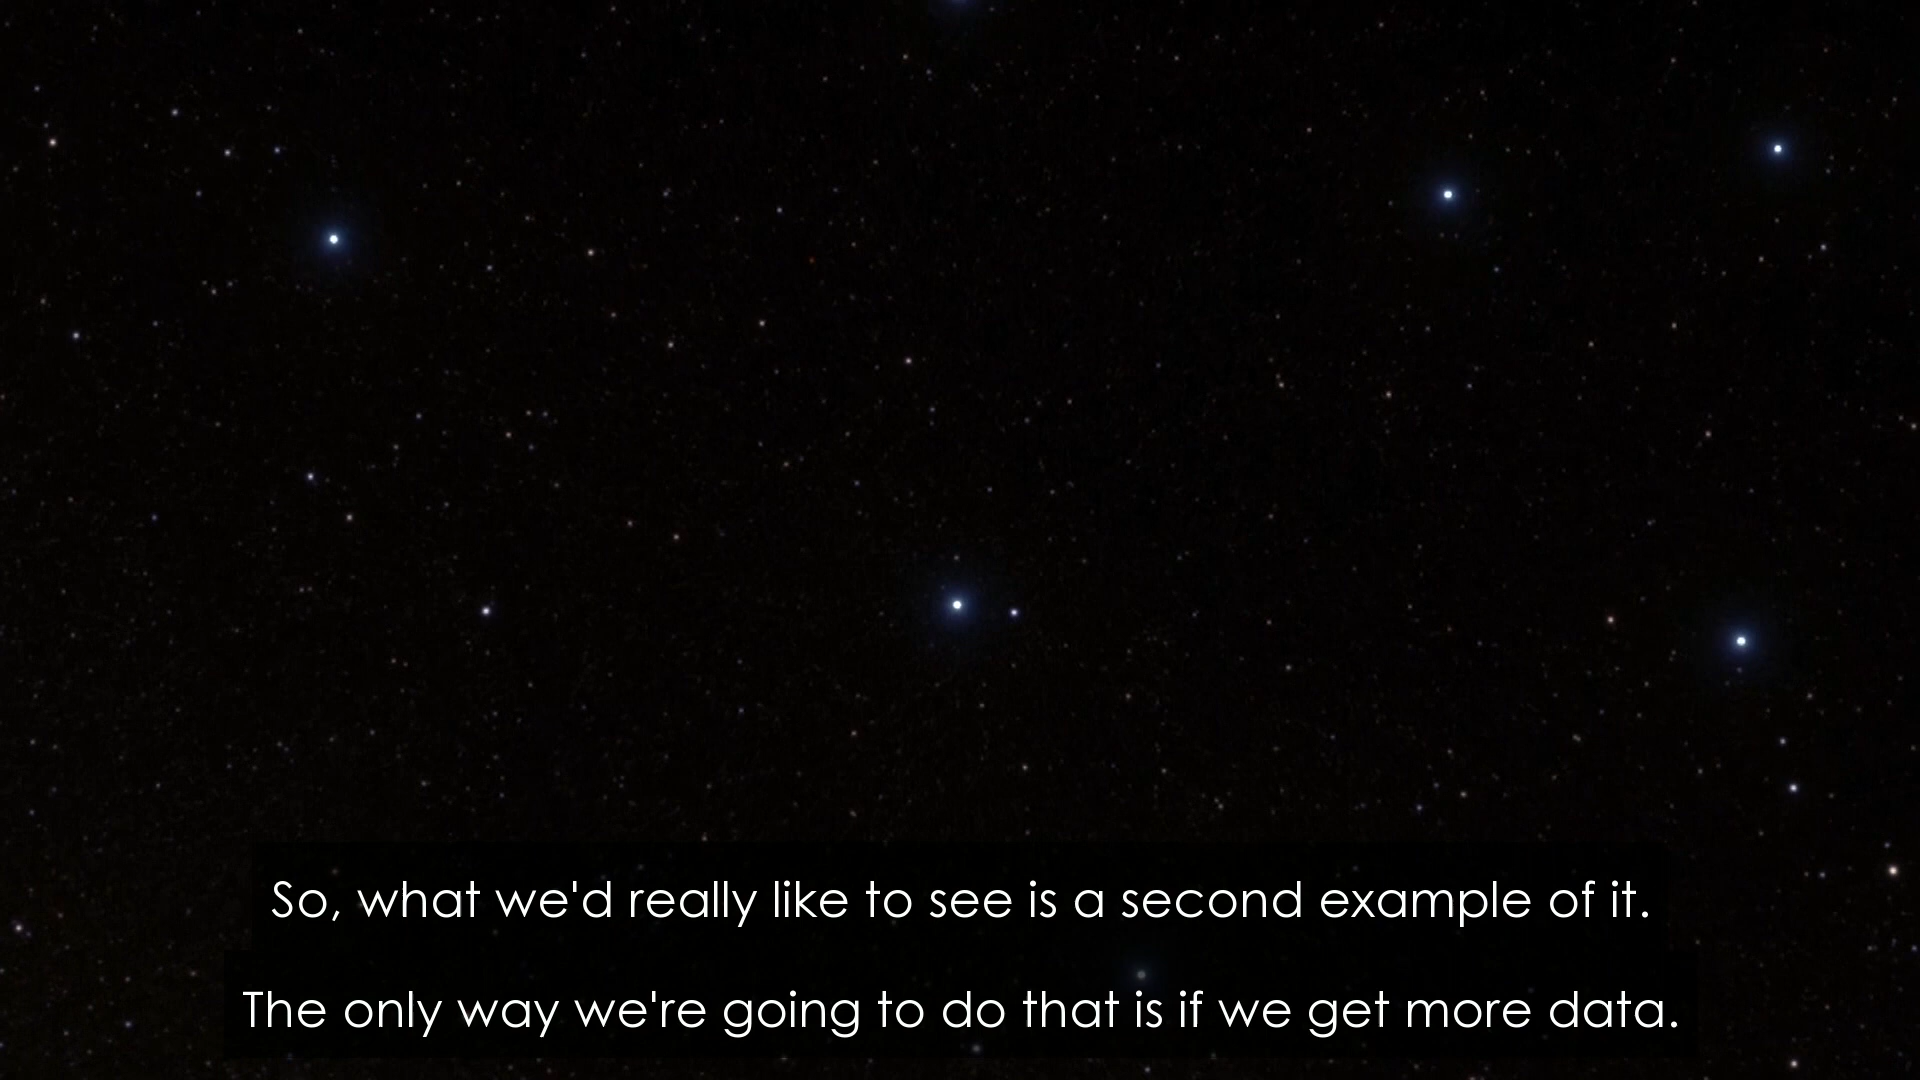 So, what we'd really like to see is a second example of it.
The only way we're going to do that is if we get more data.